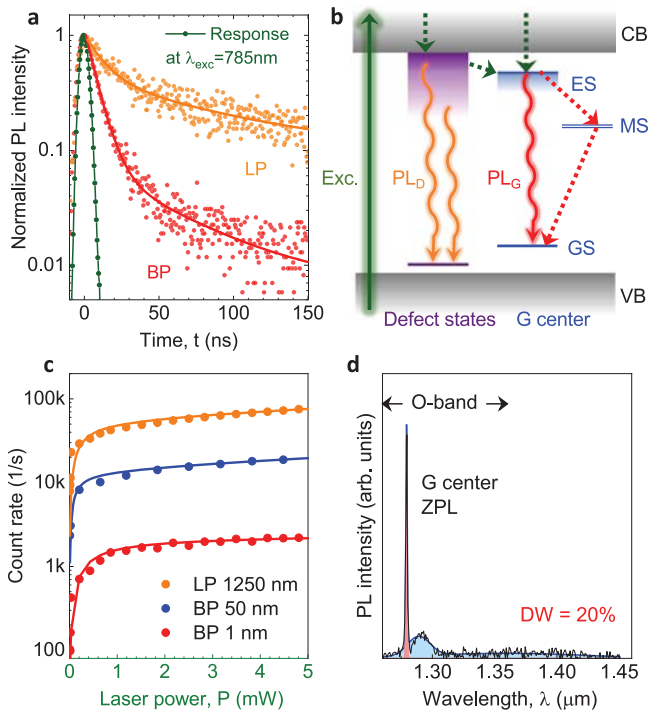 a
Response
at λexc=785nm
LP
BP
Normalized PL intensity
1
0.1
0.01
0
50
100
150
Time, t (ns)
b
CB
ES
MS
Exc.
PLD
PLG
GS
VB
Defect states
G center
c
100k
10k
1k
100
Count rate (1/s)
LP 1250 nm
BP 50 nm
BP 1 nm
0
1
2
3
4
5
Laser power, P (mW)
d
O-band
G center
ZPL
DW = 20%
PL intensity (arb. units)
1.30
1.35
1.40
1.45
Wavelength, λ (μm)